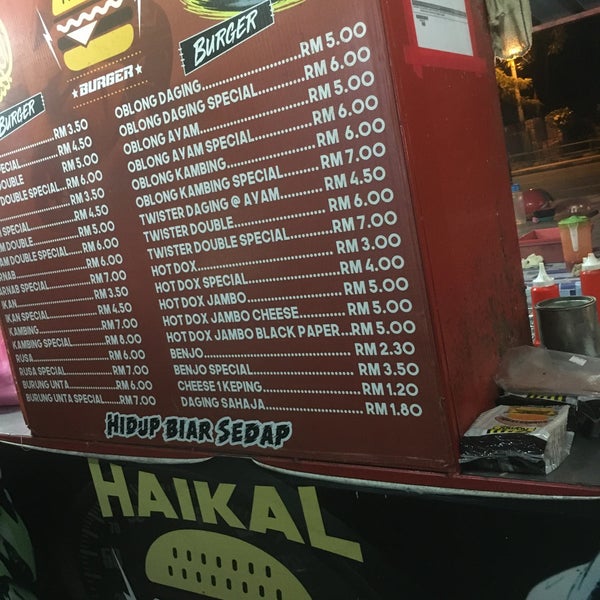 BURGER
BURGER
BURGER
RM 3.50
SPECIAL RM 4.50
DOUBLE RM 5.00
DOUBLE SPECIAL RM 6.00
RM 3.50
SPECIAL RM 4.50
DOUBLE RM 5.00
DOUBLE SPECIAL RM 6.00
RM 6.00
SPECIAL RM 7.00
IKAN RM 3.50
IKAN SPECIAL RM 4.50
KAMBING RM 7.00
KAMBING SPECIAL RM 8.00
RUSA RM 6.00
RUSA SPECIAL RM 7.00
BURUNG UNTA RM 6.00
BURUNG UNTA SPECIAL RM 7.00
OBLONG DAGING RM 5.00
OBLONG DAGING SPECIAL RM 6.00
OBLONG AYAM RM 5.00
OBLONG AYAM SPECIAL RM 6.00
OBLONG KAMBING RM 6.00
OBLONG KAMBING SPECIAL RM 7.00
TWISTER DAGING @ AYAM RM 4.50
TWISTER DOUBLE RM 6.00
TWISTER DOUBLE SPECIAL RM 7.00
HOT DOX RM 3.00
HOT DOX SPECIAL RM 4.00
HOT DOX JAMBO RM 5.00
HOT DOX JAMBO CHEESE RM 5.00
HOT DOX JAMBO BLACK PAPER RM 5.00
BENJO RM 2.30
BENJO SPECIAL RM 3.50
CHEESE 1 KEPING RM 1.20
DAGING SAHAJA RM 1.80
HIDUP BIAR SEDAP
HAIKAL